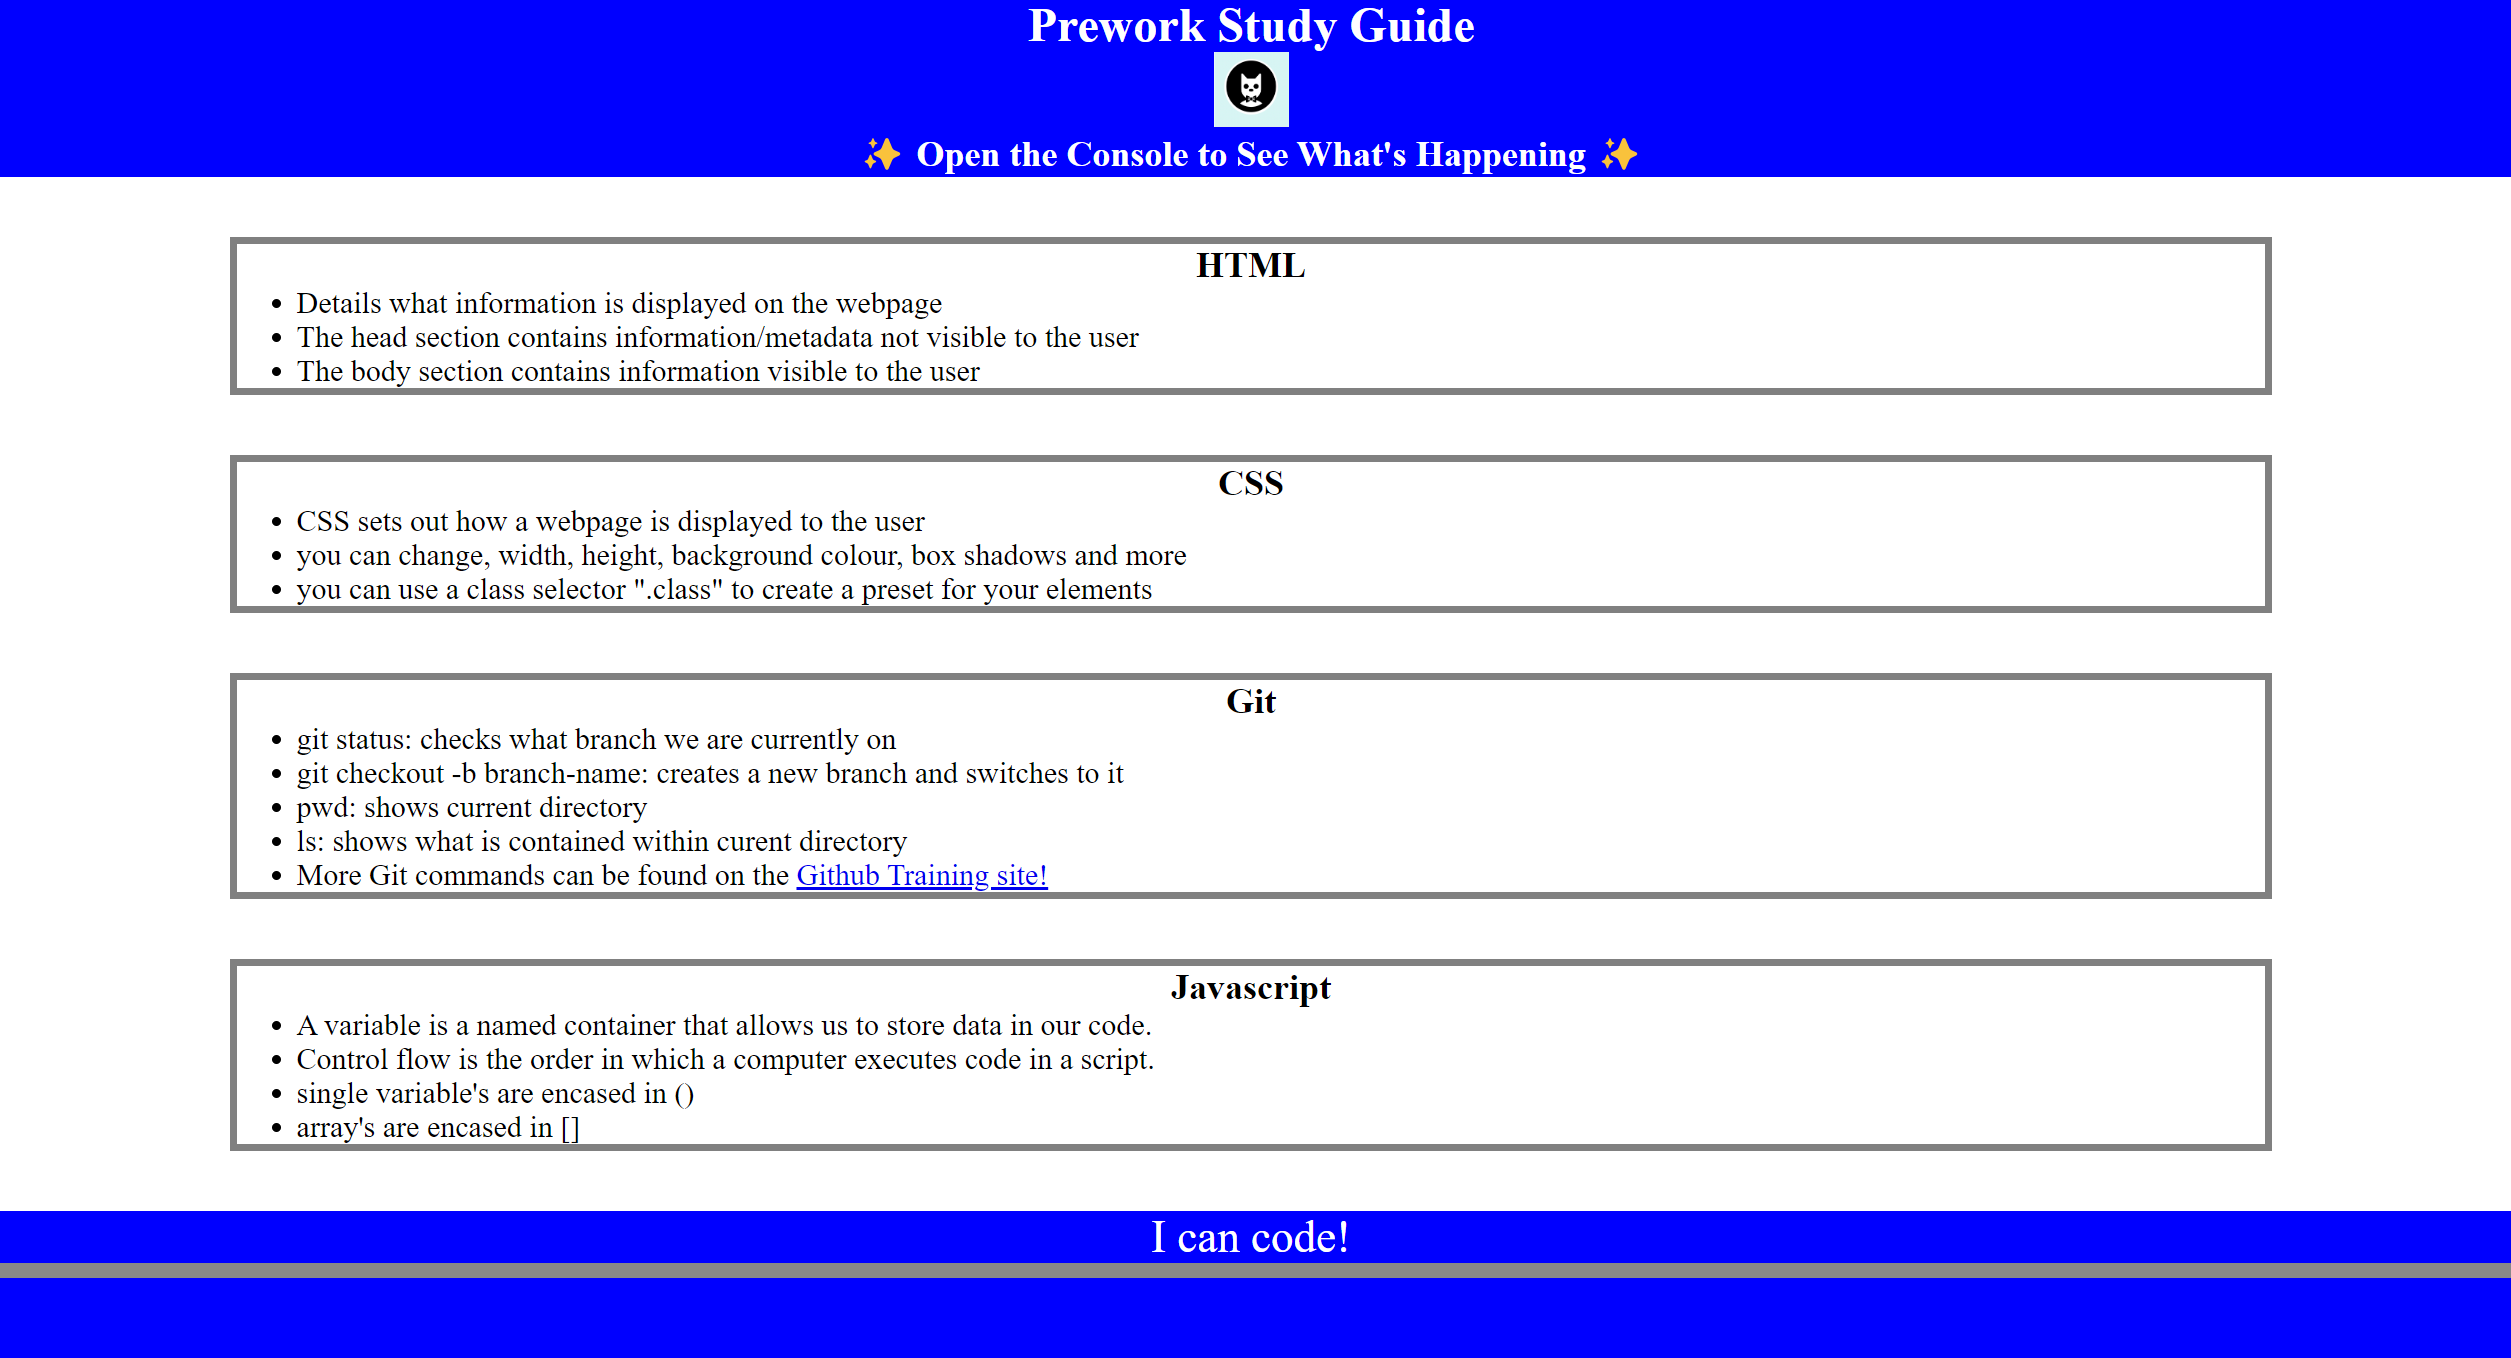 Prework Study Guide
✨ Open the Console to See What's Happening ✨
HTML
• Details what information is displayed on the webpage
• The head section contains information/metadata not visible to the user
• The body section contains information visible to the user
CSS
• CSS sets out how a webpage is displayed to the user
• you can change, width, height, background colour, box shadows and more
• you can use a class selector ".class" to create a preset for your elements
Git
• git status: checks what branch we are currently on
• git checkout -b branch-name: creates a new branch and switches to it
• pwd: shows current directory
• ls: shows what is contained within curent directory
• More Git commands can be found on the Github Training site!
Javascript
• A variable is a named container that allows us to store data in our code.
• Control flow is the order in which a computer executes code in a script.
• single variable's are encased in ()
• array's are encased in []
I can code!